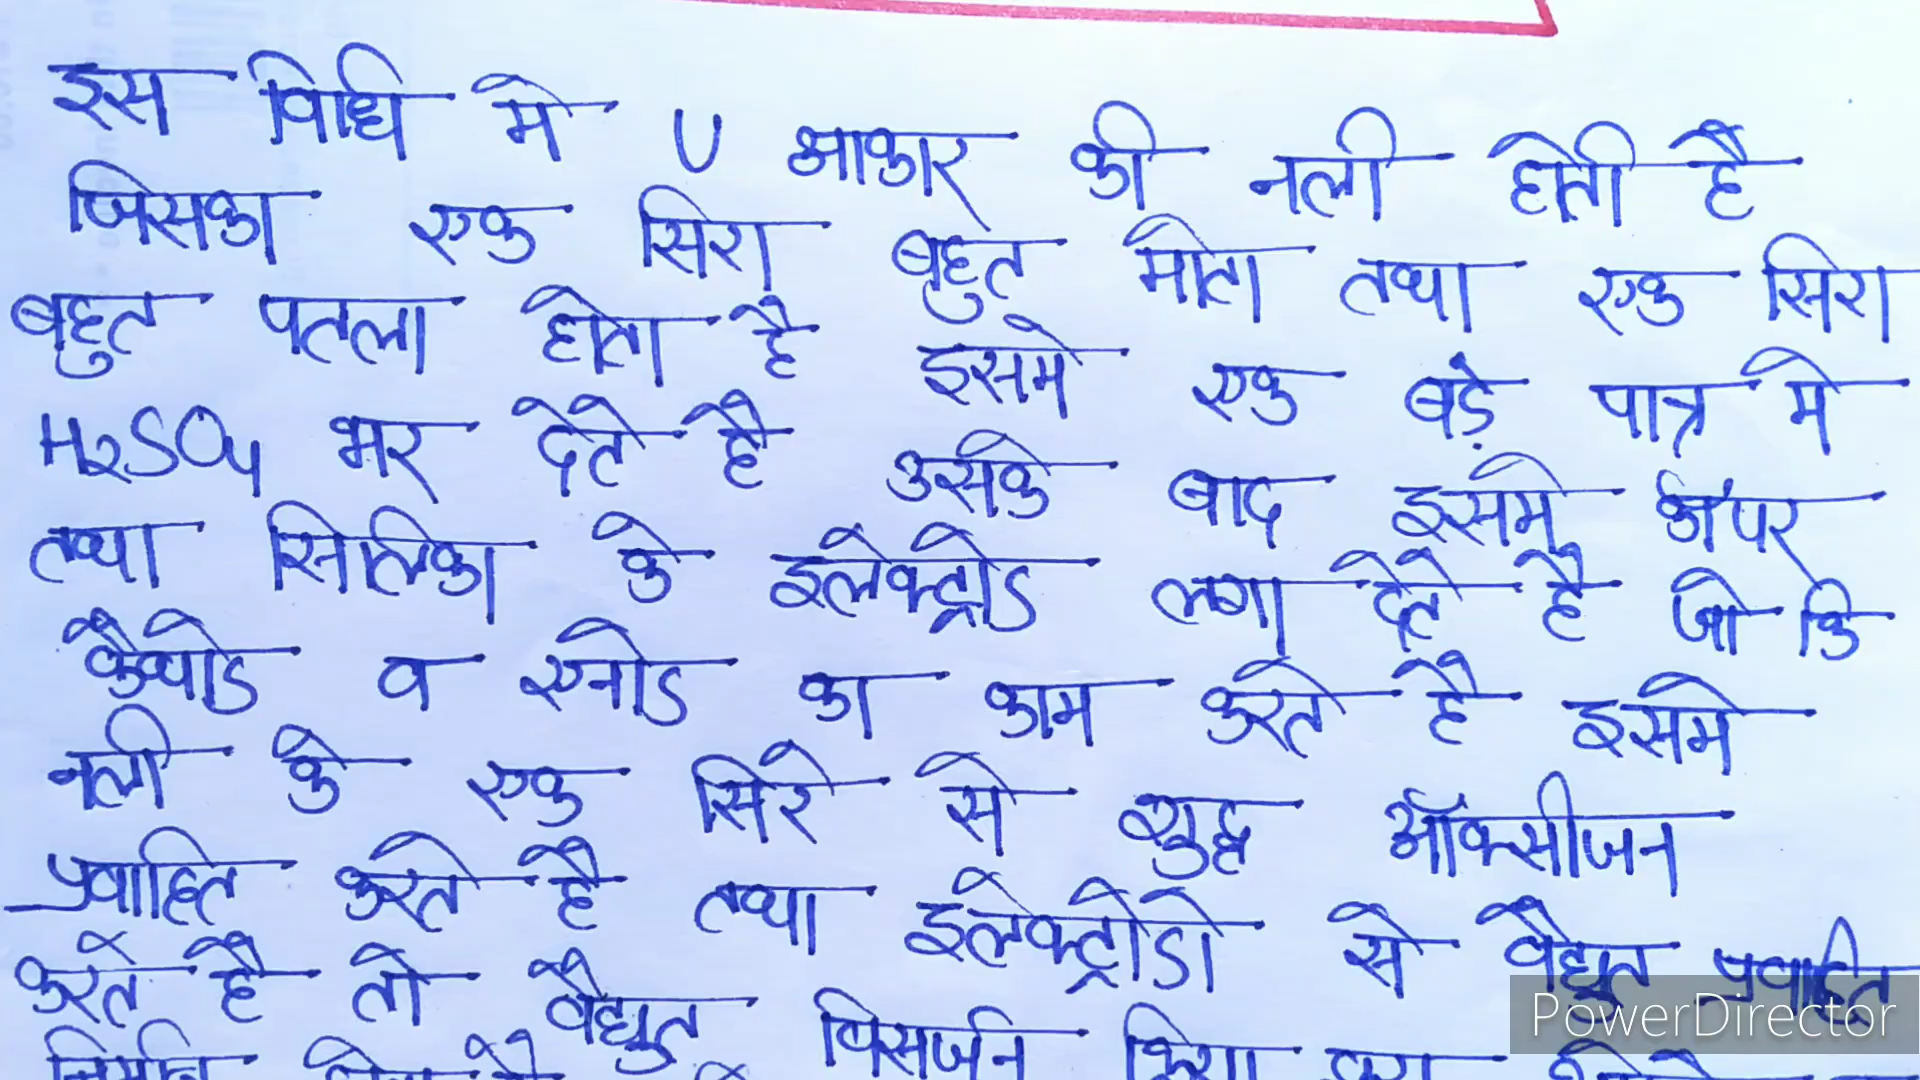 इस विधि मे U आकार की नली होती है
जिसका एक सिरा बहुत मोटा तथा एक सिरा
बहुत पतला होता है इसमे एक बड़े पात्र मे
H2SO4 भर देते है उसके बाद इसमे कॉपर
तथा सिलिका के इलेक्ट्रोड लगा देते है जो कि
कैथोड व एनोड का काम करते है इसमे
नली के एक सिरे से शुद्ध ऑक्सीजन
प्रवाहित करते है तथा इलेक्ट्रोडो से वैद्युत प्रवाहित
करते है तो वैद्युत विसर्जन क्रिया द्वारा
PowerDirector